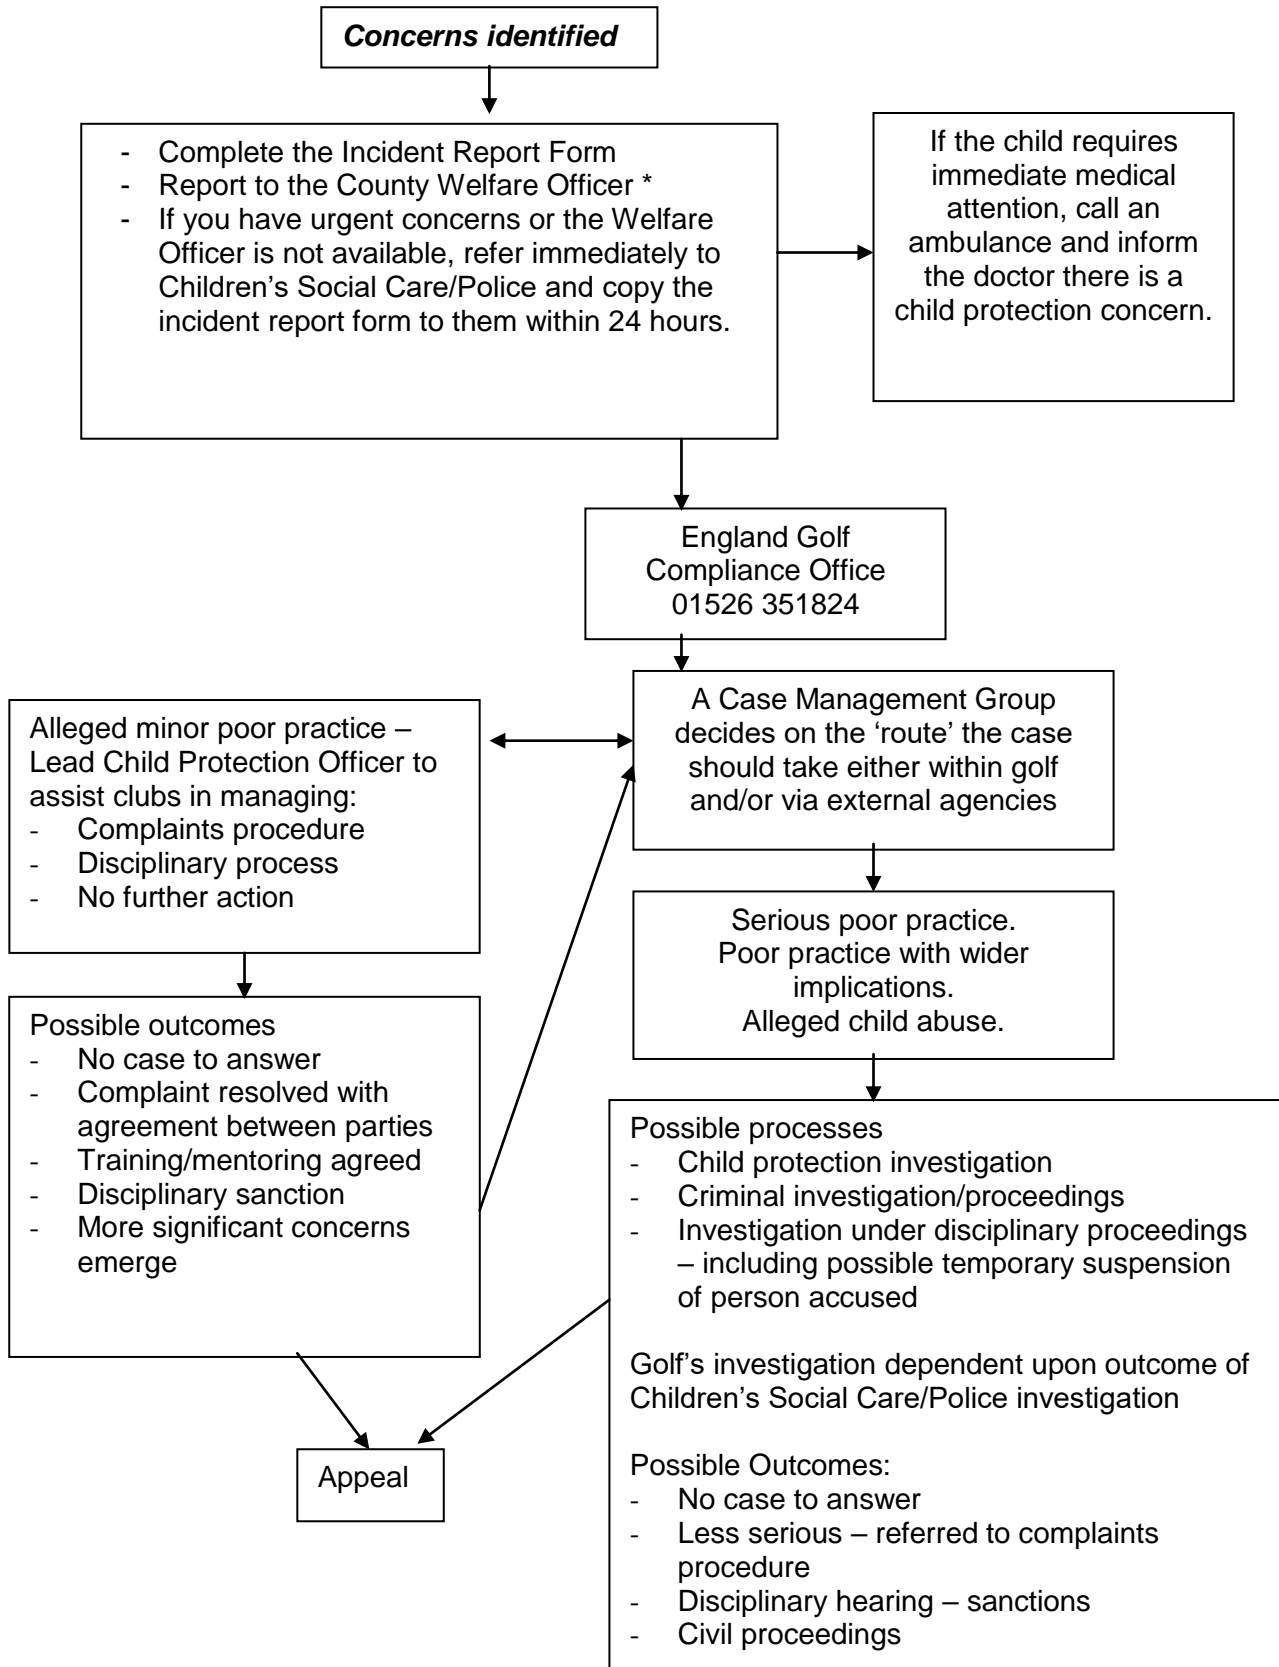 Concerns identified
- Complete the Incident Report Form
- Report to the County Welfare Officer *
- If you have urgent concerns or the Welfare
Officer is not available, refer immediately to
Children’s Social Care/Police and copy the
incident report form to them within 24 hours.
If the child requires
immediate medical
attention, call an
ambulance and inform
the doctor there is a
child protection concern.
England Golf
Compliance Office
01526 351824
A Case Management Group
decides on the ‘route’ the case
should take either within golf
and/or via external agencies
Alleged minor poor practice –
Lead Child Protection Officer to
assist clubs in managing:
- Complaints procedure
- Disciplinary process
- No further action
Serious poor practice.
Poor practice with wider
implications.
Alleged child abuse.
Possible outcomes
- No case to answer
- Complaint resolved with
agreement between parties
- Training/mentoring agreed
- Disciplinary sanction
- More significant concerns
emerge
Possible processes
- Child protection investigation
- Criminal investigation/proceedings
- Investigation under disciplinary proceedings
– including possible temporary suspension
of person accused
Golf’s investigation dependent upon outcome of
Children’s Social Care/Police investigation
Possible Outcomes:
- No case to answer
- Less serious – referred to complaints
procedure
- Disciplinary hearing – sanctions
- Civil proceedings
Appeal